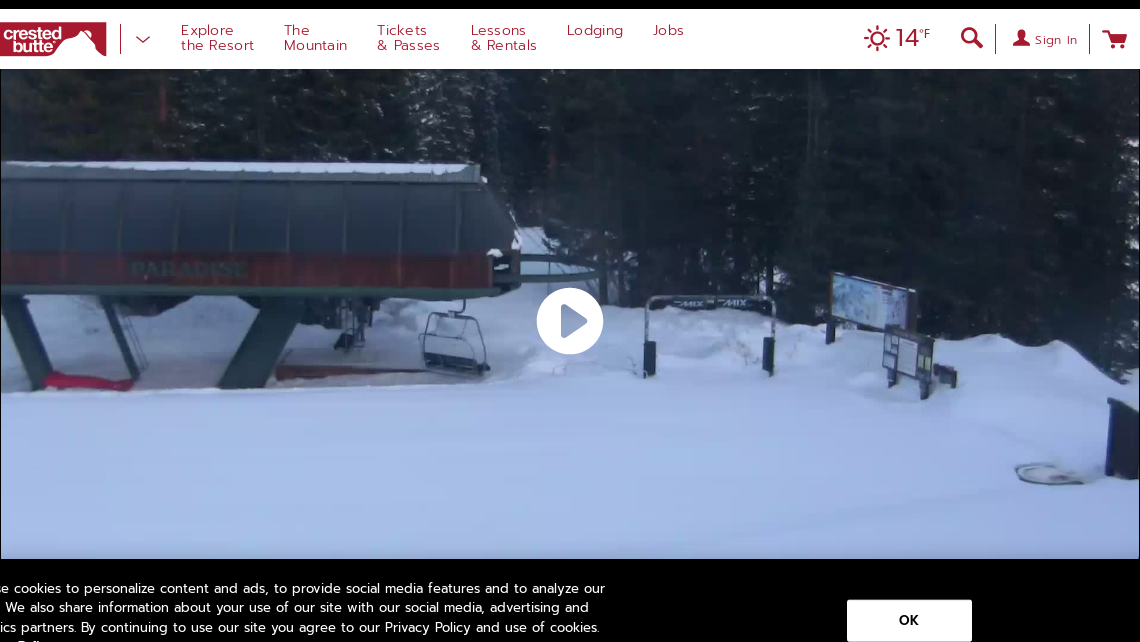 crested
butte
Explore
the Resort
The
Mountain
Tickets
& Passes
Lessons
& Rentals
Lodging
Jobs
14°F
Sign In
PARADISE
MIX
MIX
cookies to personalize content and ads, to provide social media features and to analyze our
We also share information about your use of our site with our social media, advertising and
partners. By continuing to use our site you agree to our Privacy Policy and use of cookies.
OK